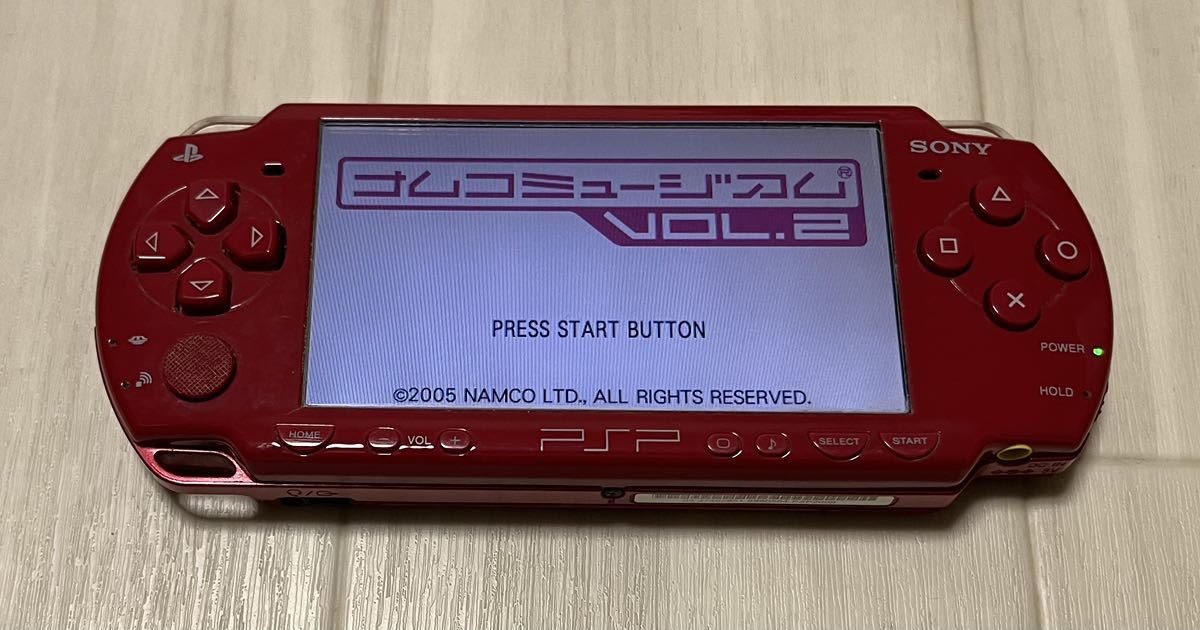 SONY
ナムコミュージアム®
VOL.2
PRESS START BUTTON
©2005 NAMCO LTD., ALL RIGHTS RESERVED.
POWER
HOLD
HOME
VOL
PSP
SELECT
START